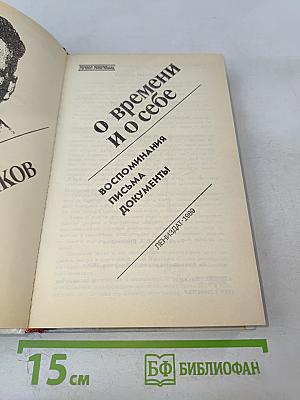 КОВ
О ВРЕМЕНИ
И О СЕБЕ
ВОСПОМИНАНИЯ
ПИСЬМА
ДОКУМЕНТЫ
ЛЕНИЗДАТ·1989
15 см
БФ БИБЛИОФАН